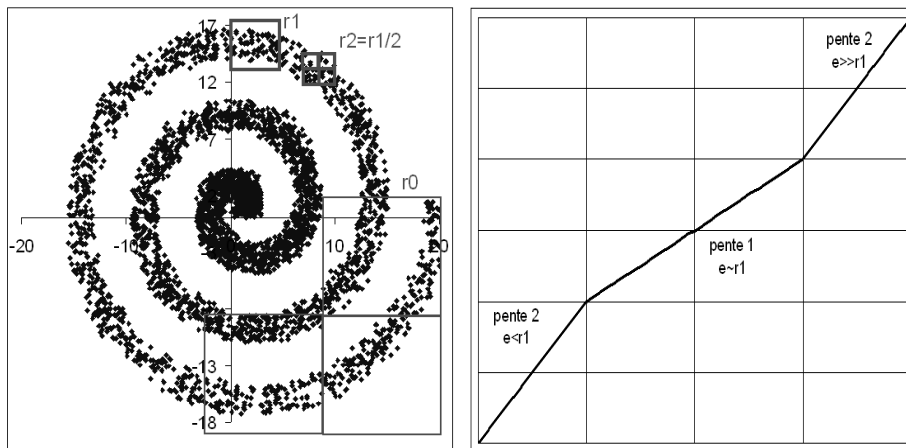 17
r1
r2=r1/2
12
7
r0
-20
-10
10
20
-13
-18
pente 2
e>>r1
pente 1
e~r1
pente 2
e<r1